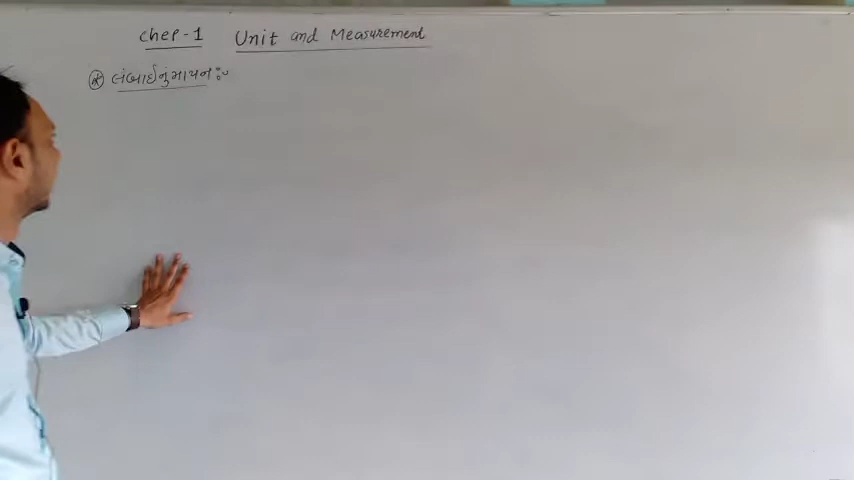 chep-1 Unit and Measurement
* લંબાઈનું માપન :-